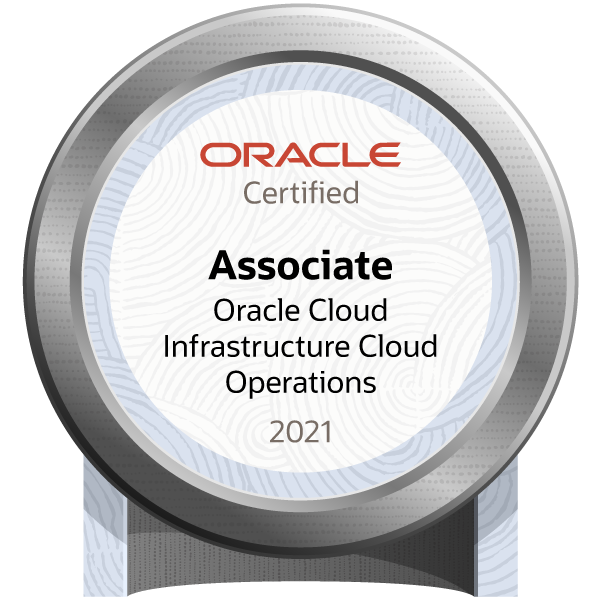 ORACLE
Certified
Associate
Oracle Cloud
Infrastructure Cloud
Operations
2021